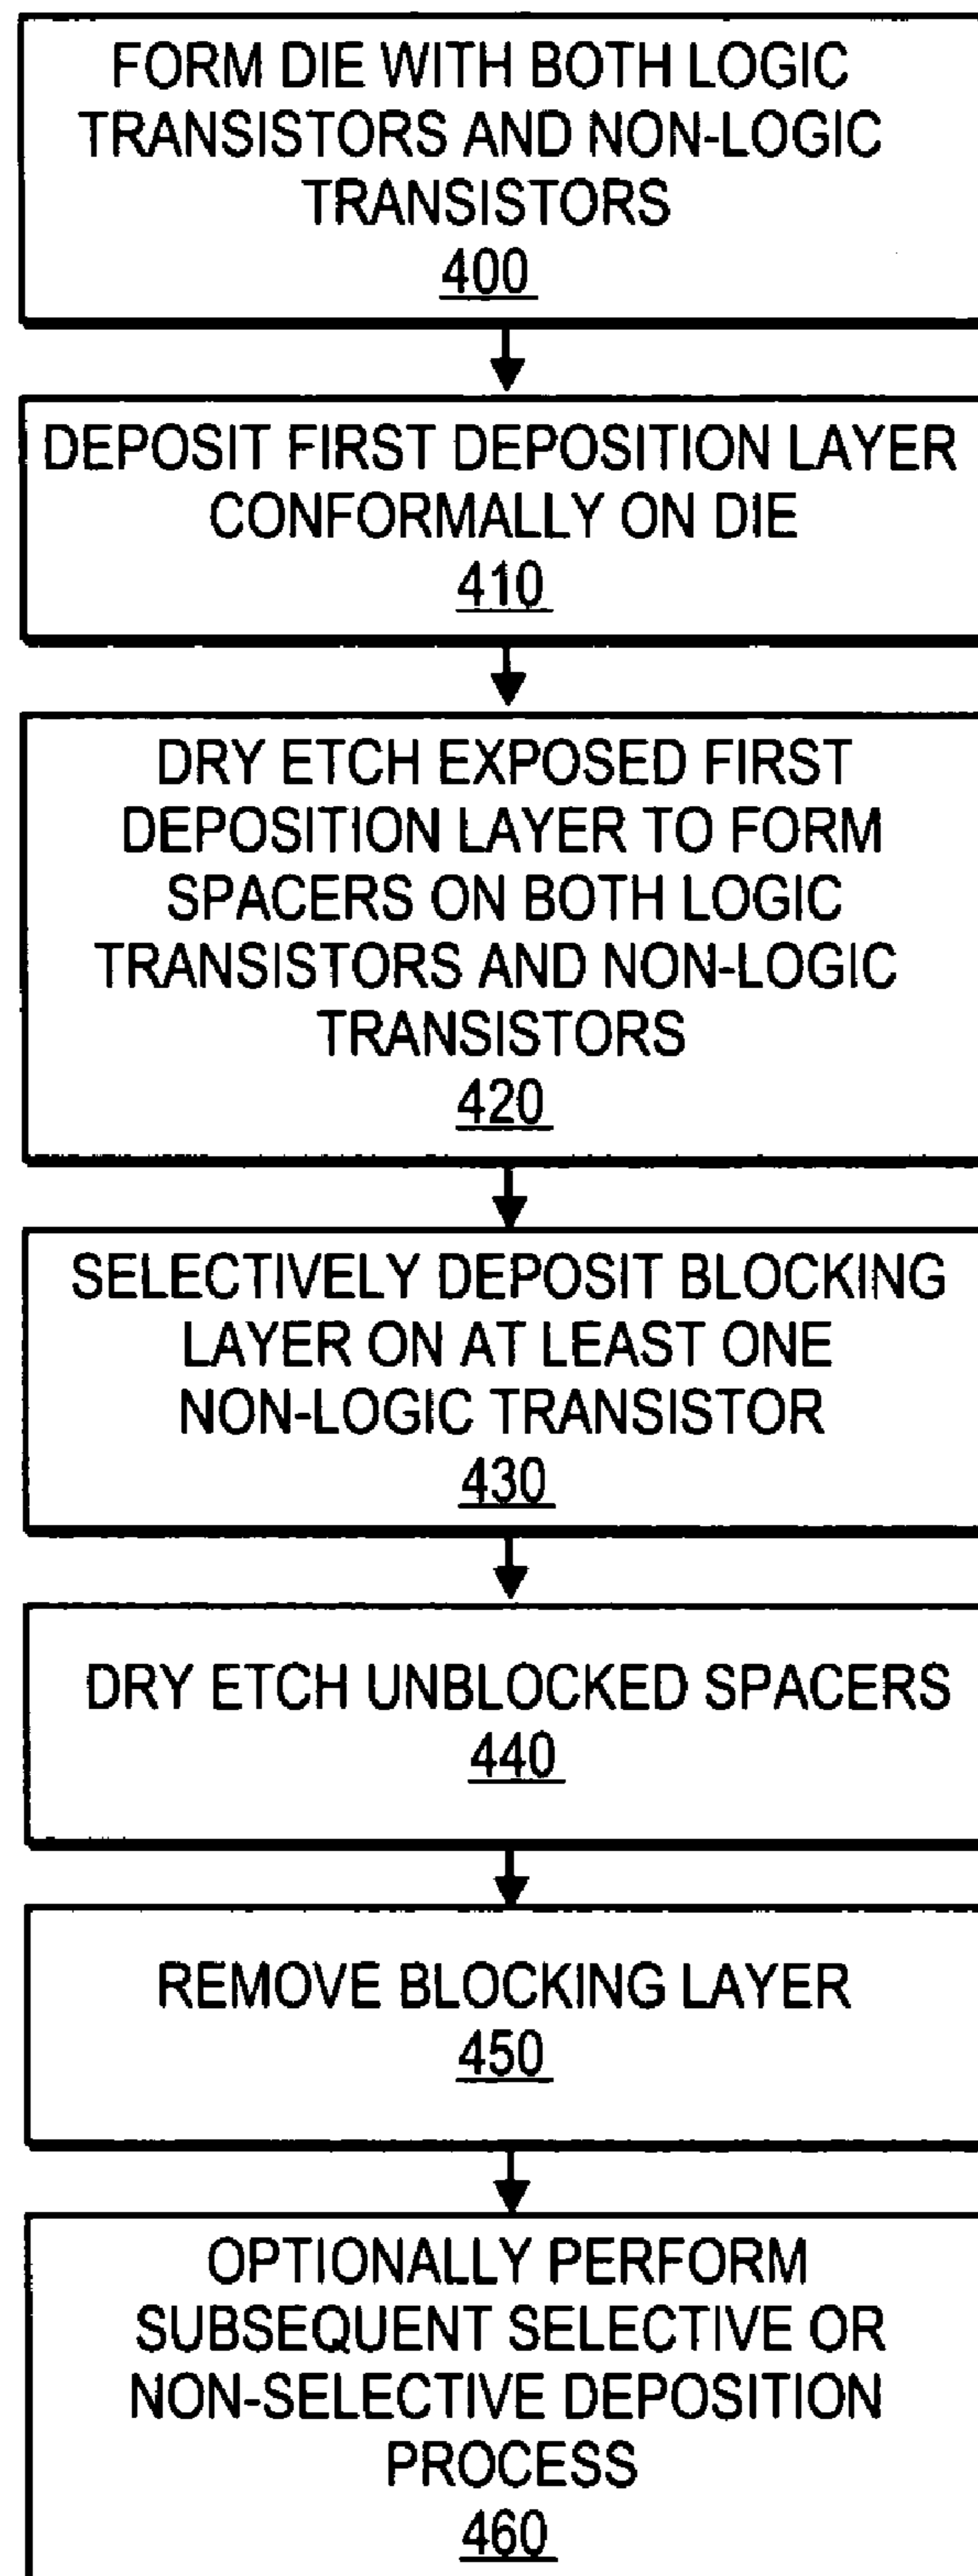 FORM DIE WITH BOTH LOGIC
TRANSISTORS AND NON-LOGIC
TRANSISTORS
400
DEPOSIT FIRST DEPOSITION LAYER
CONFORMALLY ON DIE
410
DRY ETCH EXPOSED FIRST
DEPOSITION LAYER TO FORM
SPACERS ON BOTH LOGIC
TRANSISTORS AND NON-LOGIC
TRANSISTORS
420
SELECTIVELY DEPOSIT BLOCKING
LAYER ON AT LEAST ONE
NON-LOGIC TRANSISTOR
430
DRY ETCH UNBLOCKED SPACERS
440
REMOVE BLOCKING LAYER
450
OPTIONALLY PERFORM
SUBSEQUENT SELECTIVE OR
NON-SELECTIVE DEPOSITION
PROCESS
460